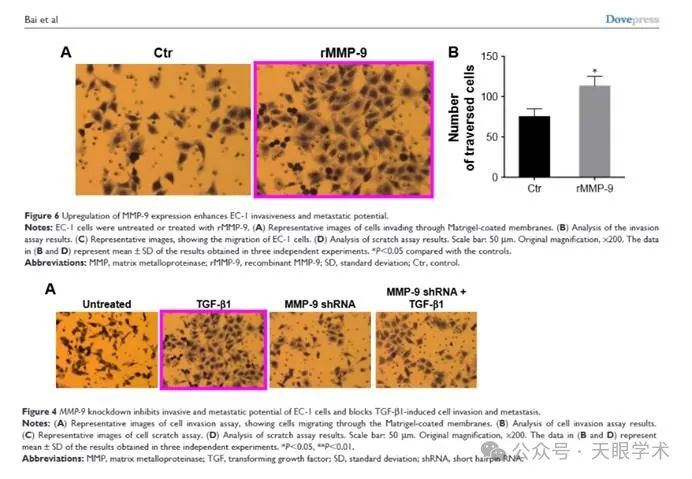 Bai et al
Dovepress
A
Ctr
rMMP-9
B
Number
of traversed cells
150
100
50
0
*
Ctr
rMMP-9
Figure 6 Upregulation of MMP-9 expression enhances EC-1 invasiveness and metastatic potential.
Notes: EC-1 cells were untreated or treated with rMMP-9. (A) Representative images of cells invading through Matrigel-coated membranes. (B) Analysis of the invasion
assay results. (C) Representative images, showing the migration of EC-1 cells. (D) Analysis of scratch assay results. Scale bar: 50 μm. Original magnification, ×200. The data
in (B and D) represent mean ± SD of the results obtained in three independent experiments. *P<0.05 compared with the controls.
Abbreviations: MMP, matrix metalloproteinase; rMMP-9, recombinant MMP-9; SD, standard deviation; Ctr, control.
A
Untreated
TGF-β1
MMP-9 shRNA
MMP-9 shRNA +
TGF-β1
Figure 4 MMP-9 knockdown inhibits invasive and metastatic potential of EC-1 cells and blocks TGF-β1-induced cell invasion and metastasis.
Notes: (A) Representative images of cell invasion assay, showing cells migrating through the Matrigel-coated membranes. (B) Analysis of cell invasion assay results.
(C) Representative images of cell scratch assay. (D) Analysis of scratch assay results. Scale bar: 50 μm. Original magnification, ×200. The data in (B and D) represent
mean ± SD of the results obtained in three independent experiments. *P<0.05, **P<0.01.
Abbreviations: MMP, matrix metalloproteinase; TGF, transforming growth factor; SD, standard deviation; shRNA, short hairpin RNA.
公众号 · 天眼学术